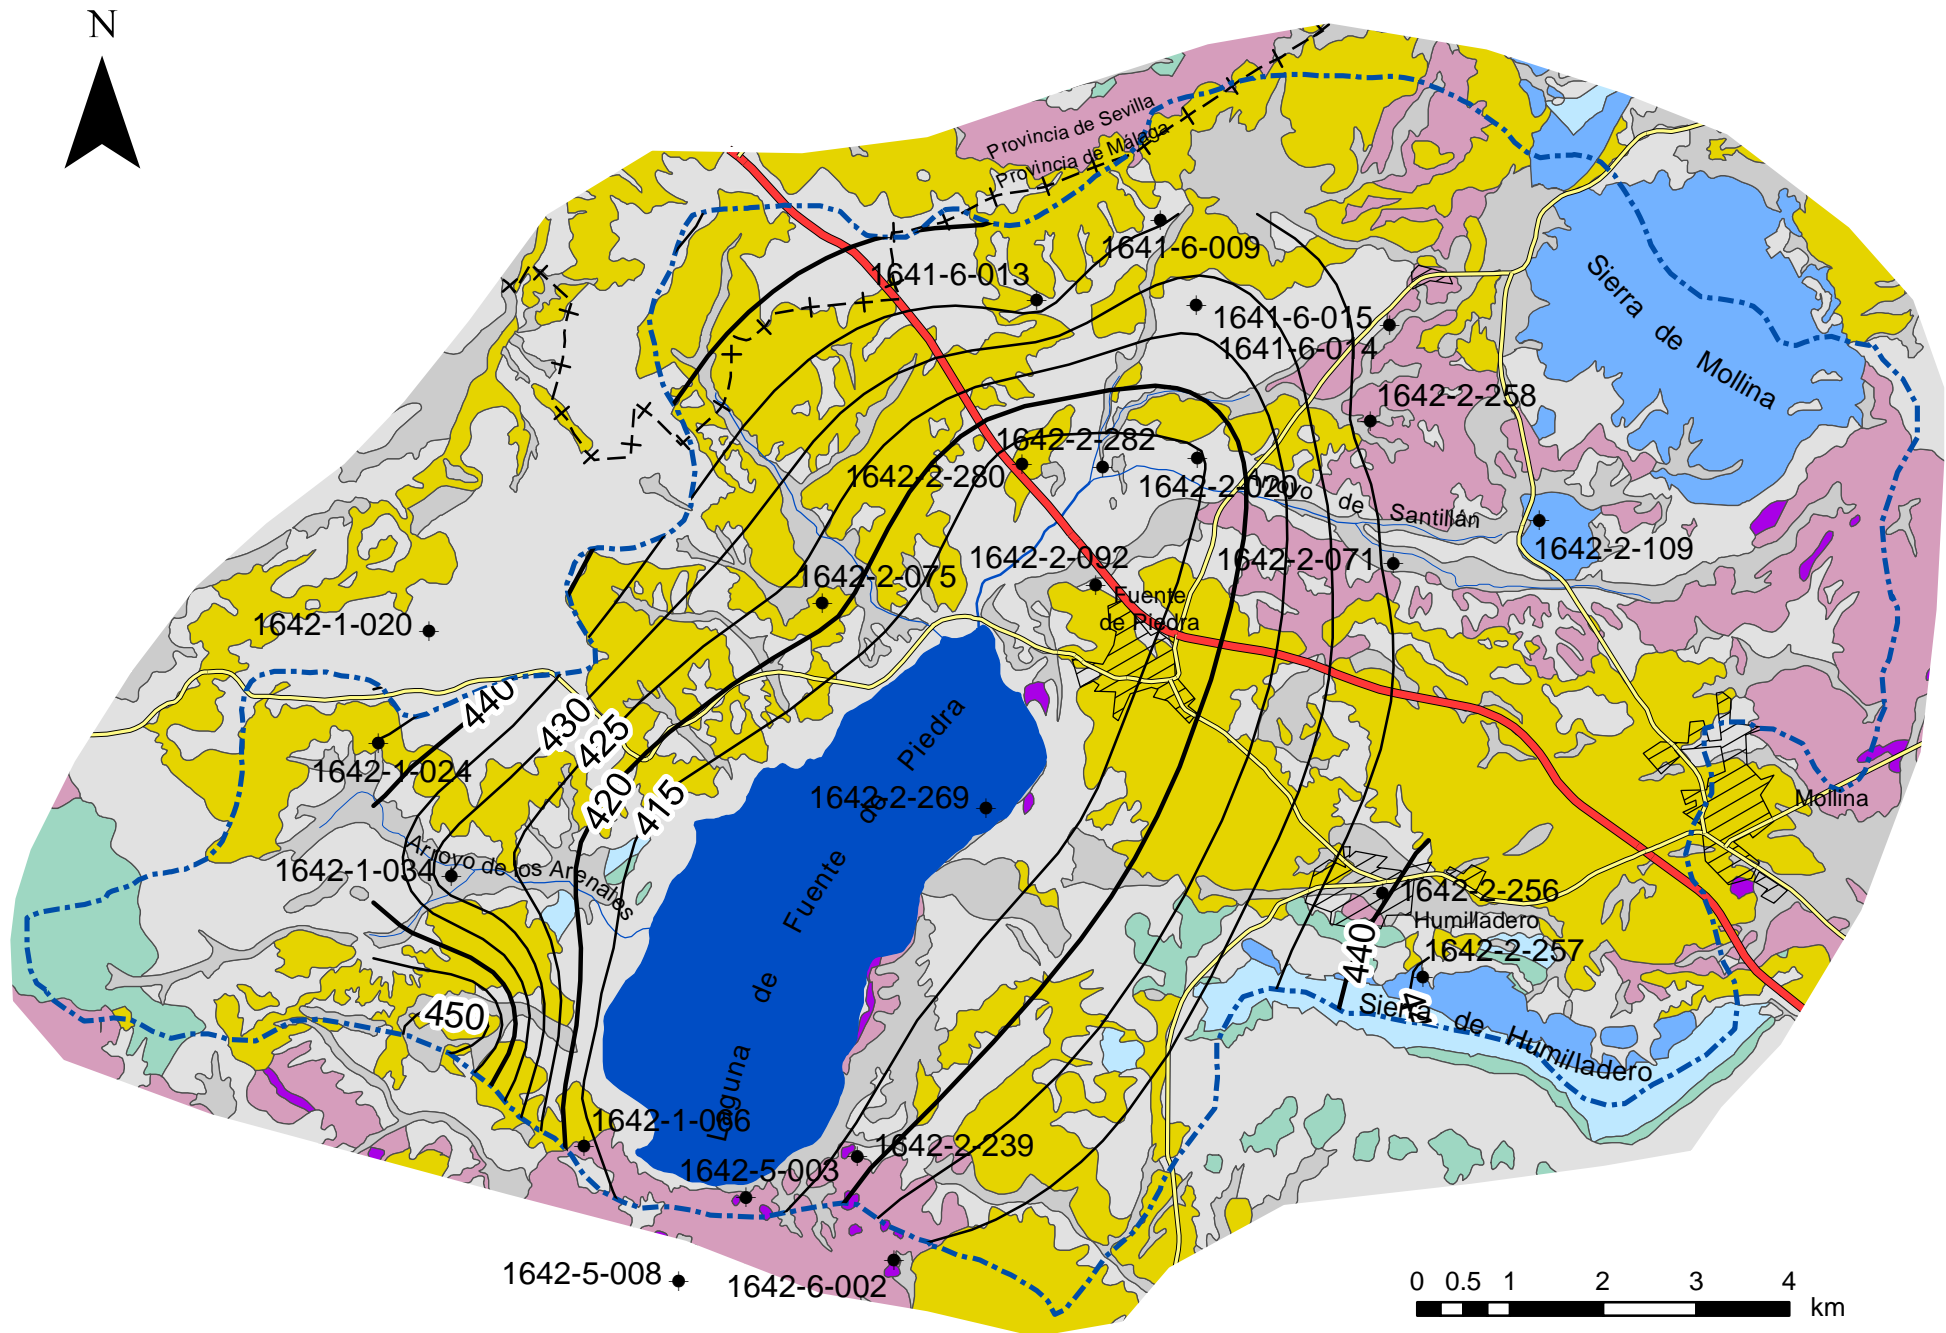 N
Provincia de Sevilla
Provincia de Málaga
1641-6-009
1641-6-013
Sierra de Mollina
1641-6-015
1641-6-014
1642-2-258
1642-2-282
1642-2-280
1642-2-020
Arroyo de Santillán
1642-2-109
1642-2-092
1642-2-071
1642-2-075
Fuente
de Piedra
1642-1-020
440
430
425
420
415
1642-1-024
Laguna de Fuente de Piedra
1642-2-269
Mollina
1642-1-034
Arroyo de los Arenales
1642-2-256
Humilladero
440
1642-2-257
450
Sierra de Humilladero
1642-1-066
1642-2-239
1642-5-003
1642-5-008
1642-6-002
0 0.5 1 2 3 4
km